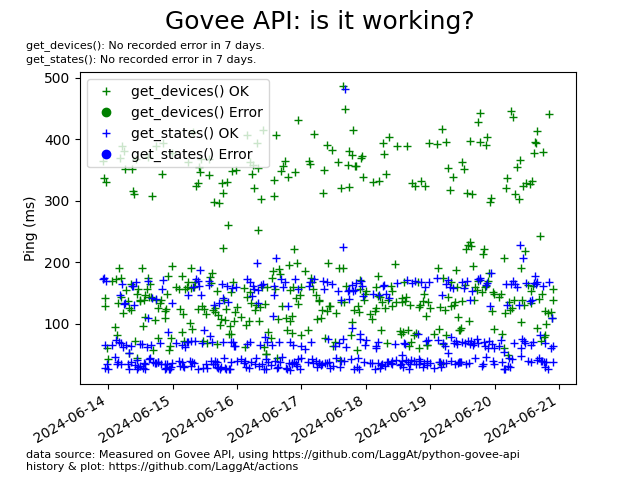 Govee API: is it working?
get_devices(): No recorded error in 7 days.
get_states(): No recorded error in 7 days.
get_devices() OK
get_devices() Error
get_states() OK
get_states() Error
Ping (ms)
500
400
300
200
100
2024-06-14
2024-06-15
2024-06-16
2024-06-17
2024-06-18
2024-06-19
2024-06-20
2024-06-21
data source: Measured on Govee API, using https://github.com/LaggAt/python-govee-api
history & plot: https://github.com/LaggAt/actions